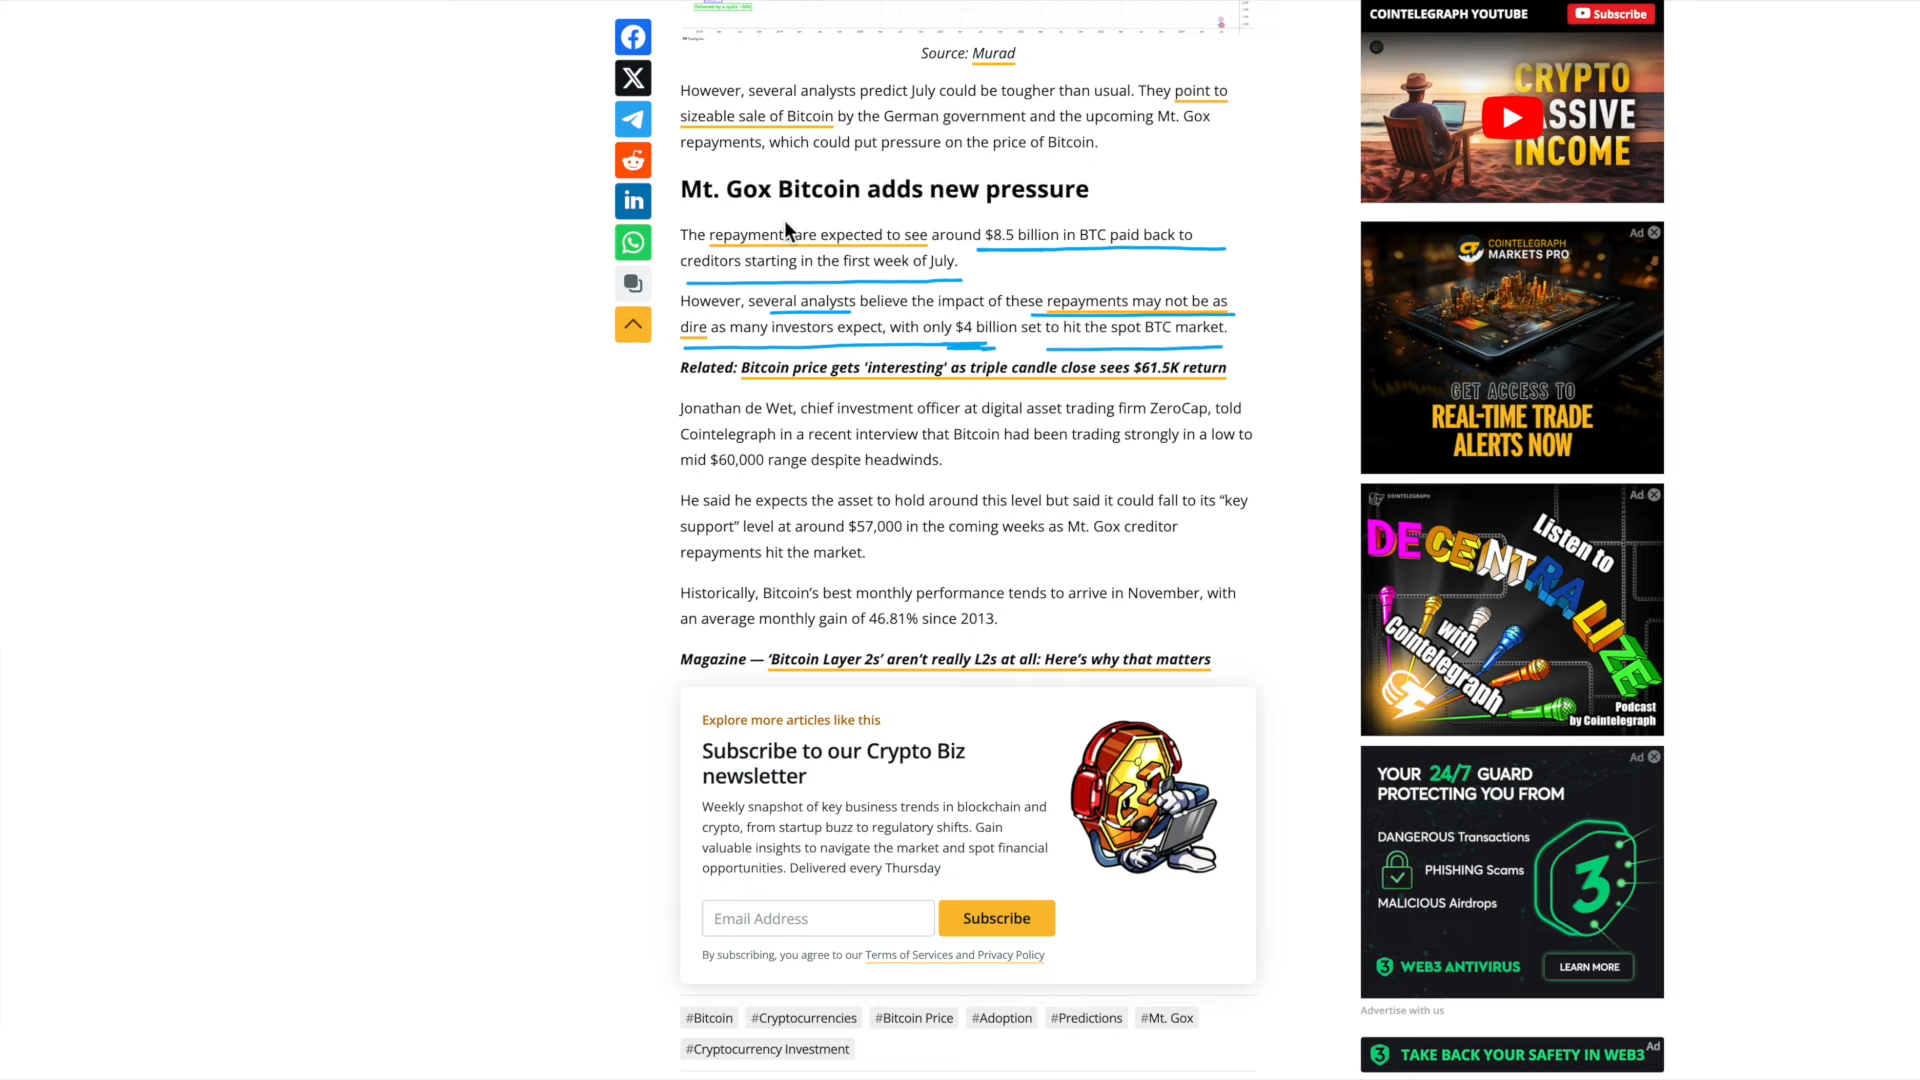 followed by a quick ~50%
Source: Murad
However, several analysts predict July could be tougher than usual. They point to
sizeable sale of Bitcoin by the German government and the upcoming Mt. Gox
repayments, which could put pressure on the price of Bitcoin.
Mt. Gox Bitcoin adds new pressure
The repayments are expected to see around $8.5 billion in BTC paid back to
creditors starting in the first week of July.
However, several analysts believe the impact of these repayments may not be as
dire as many investors expect, with only $4 billion set to hit the spot BTC market.
Related: Bitcoin price gets 'interesting' as triple candle close sees $61.5K return
Jonathan de Wet, chief investment officer at digital asset trading firm ZeroCap, told
Cointelegraph in a recent interview that Bitcoin had been trading strongly in a low to
mid $60,000 range despite headwinds.
He said he expects the asset to hold around this level but said it could fall to its “key
support” level at around $57,000 in the coming weeks as Mt. Gox creditor
repayments hit the market.
Historically, Bitcoin’s best monthly performance tends to arrive in November, with
an average monthly gain of 46.81% since 2013.
Magazine — ‘Bitcoin Layer 2s’ aren’t really L2s at all: Here’s why that matters
Explore more articles like this
Subscribe to our Crypto Biz
newsletter
Weekly snapshot of key business trends in blockchain and
crypto, from startup buzz to regulatory shifts. Gain
valuable insights to navigate the market and spot financial
opportunities. Delivered every Thursday
Email Address
Subscribe
By subscribing, you agree to our Terms of Services and Privacy Policy
#Bitcoin #Cryptocurrencies #Bitcoin Price #Adoption #Predictions #Mt. Gox
#Cryptocurrency Investment
COINTELEGRAPH YOUTUBE
Subscribe
CRYPTO
ASSIVE
INCOME
Ad
COINTELEGRAPH
MARKETS PRO
GET ACCESS TO
REAL-TIME TRADE
ALERTS NOW
Ad
COINTELEGRAPH
Listen to
DECENTRALIZE
with
Cointelegraph
Podcast
by Cointelegraph
Ad
YOUR 24/7 GUARD
PROTECTING YOU FROM
DANGEROUS Transactions
PHISHING Scams
MALICIOUS Airdrops
3
WEB3 ANTIVIRUS
LEARN MORE
Advertise with us
TAKE BACK YOUR SAFETY IN WEB3
Ad